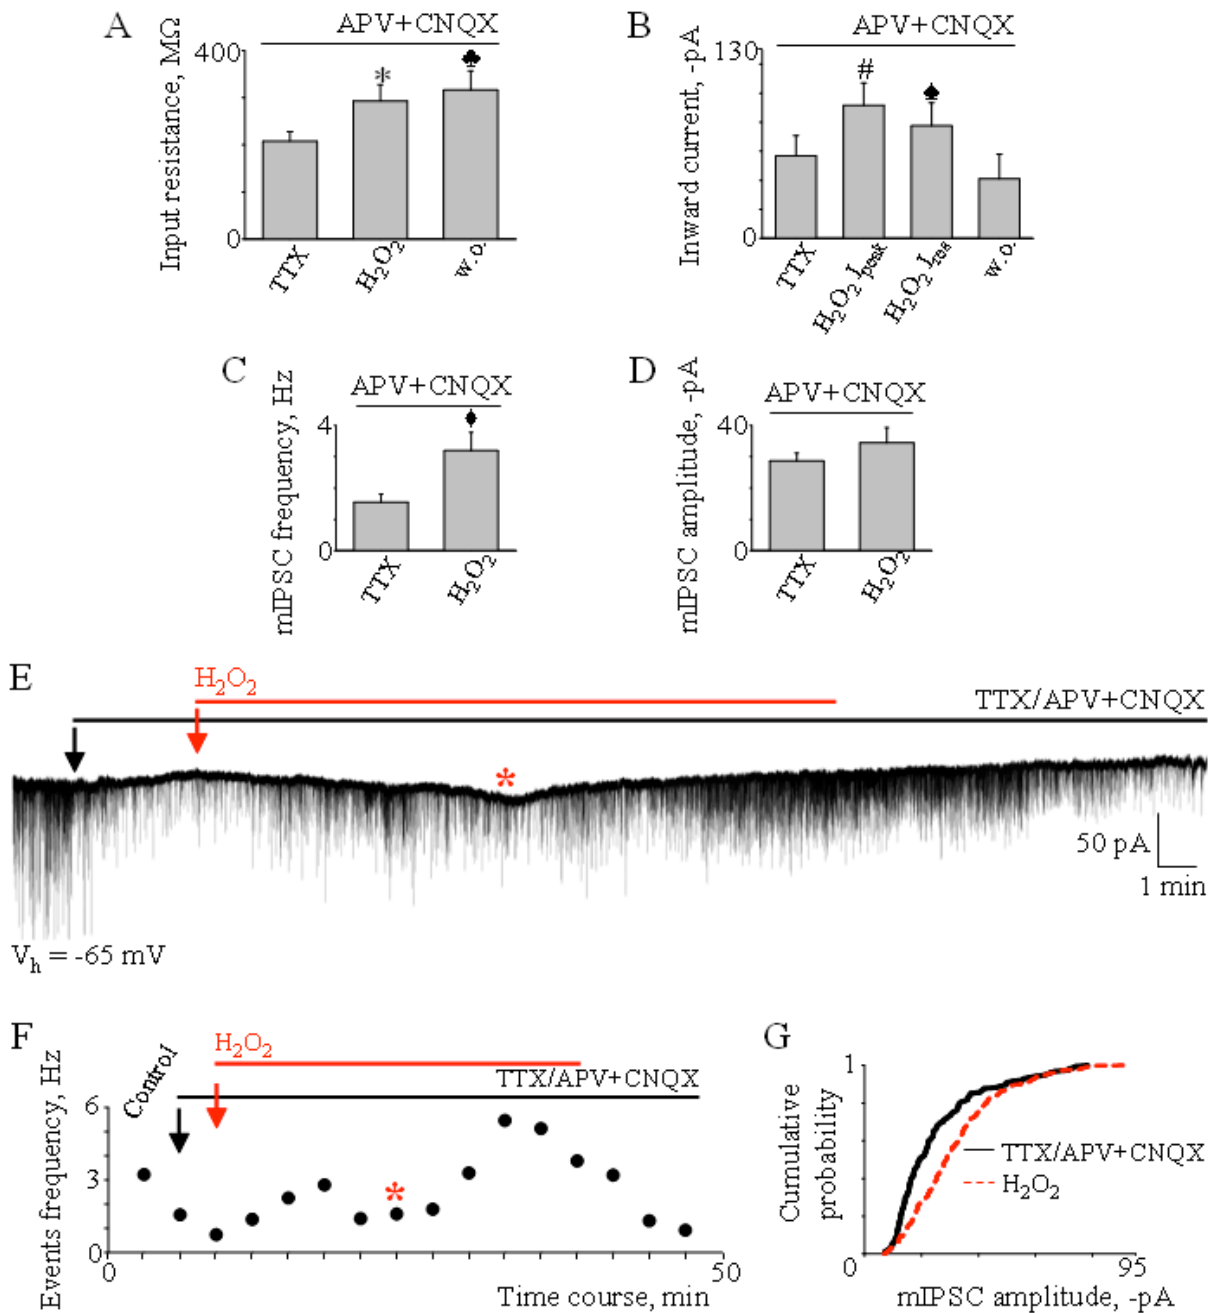 A
APV+CNQX
Input resistance, MΩ
400
0
*
♣
TTX
H₂O₂
w.o.
B
APV+CNQX
Inward current, -pA
130
0
#
♠
TTX
H₂O₂ Iₚₑₐₖ
H₂O₂ Iᵣₑₛ
w.o.
C
APV+CNQX
mIPSC frequency, Hz
4
0
♦
TTX
H₂O₂
D
APV+CNQX
mIPSC amplitude, -pA
40
0
TTX
H₂O₂
E
H₂O₂
TTX/APV+CNQX
*
50 pA
1 min
Vₕ = -65 mV
F
Control
H₂O₂
TTX/APV+CNQX
Events frequency, Hz
6
3
0
*
50
Time course, min
G
Cumulative
probability
1
0
TTX/APV+CNQX
H₂O₂
95
mIPSC amplitude, -pA